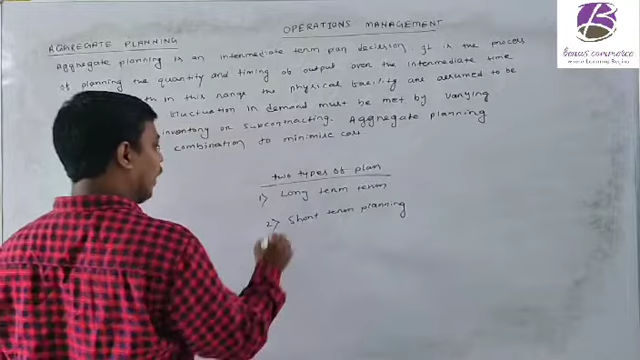 OPERATIONS MANAGEMENT
AGGREGATE PLANNING
Aggregate planning is an intermediate term plan decision. It is the process
of planning the quantity and timing of output over the intermediate time
In this range the physical facility are assumed to be
fluctuation in demand must be met by varying
inventory or subcontracting. Aggregate planning
combination to minimise cost.
two types of plan
1) Long term
2) Short term planning
benas commerce